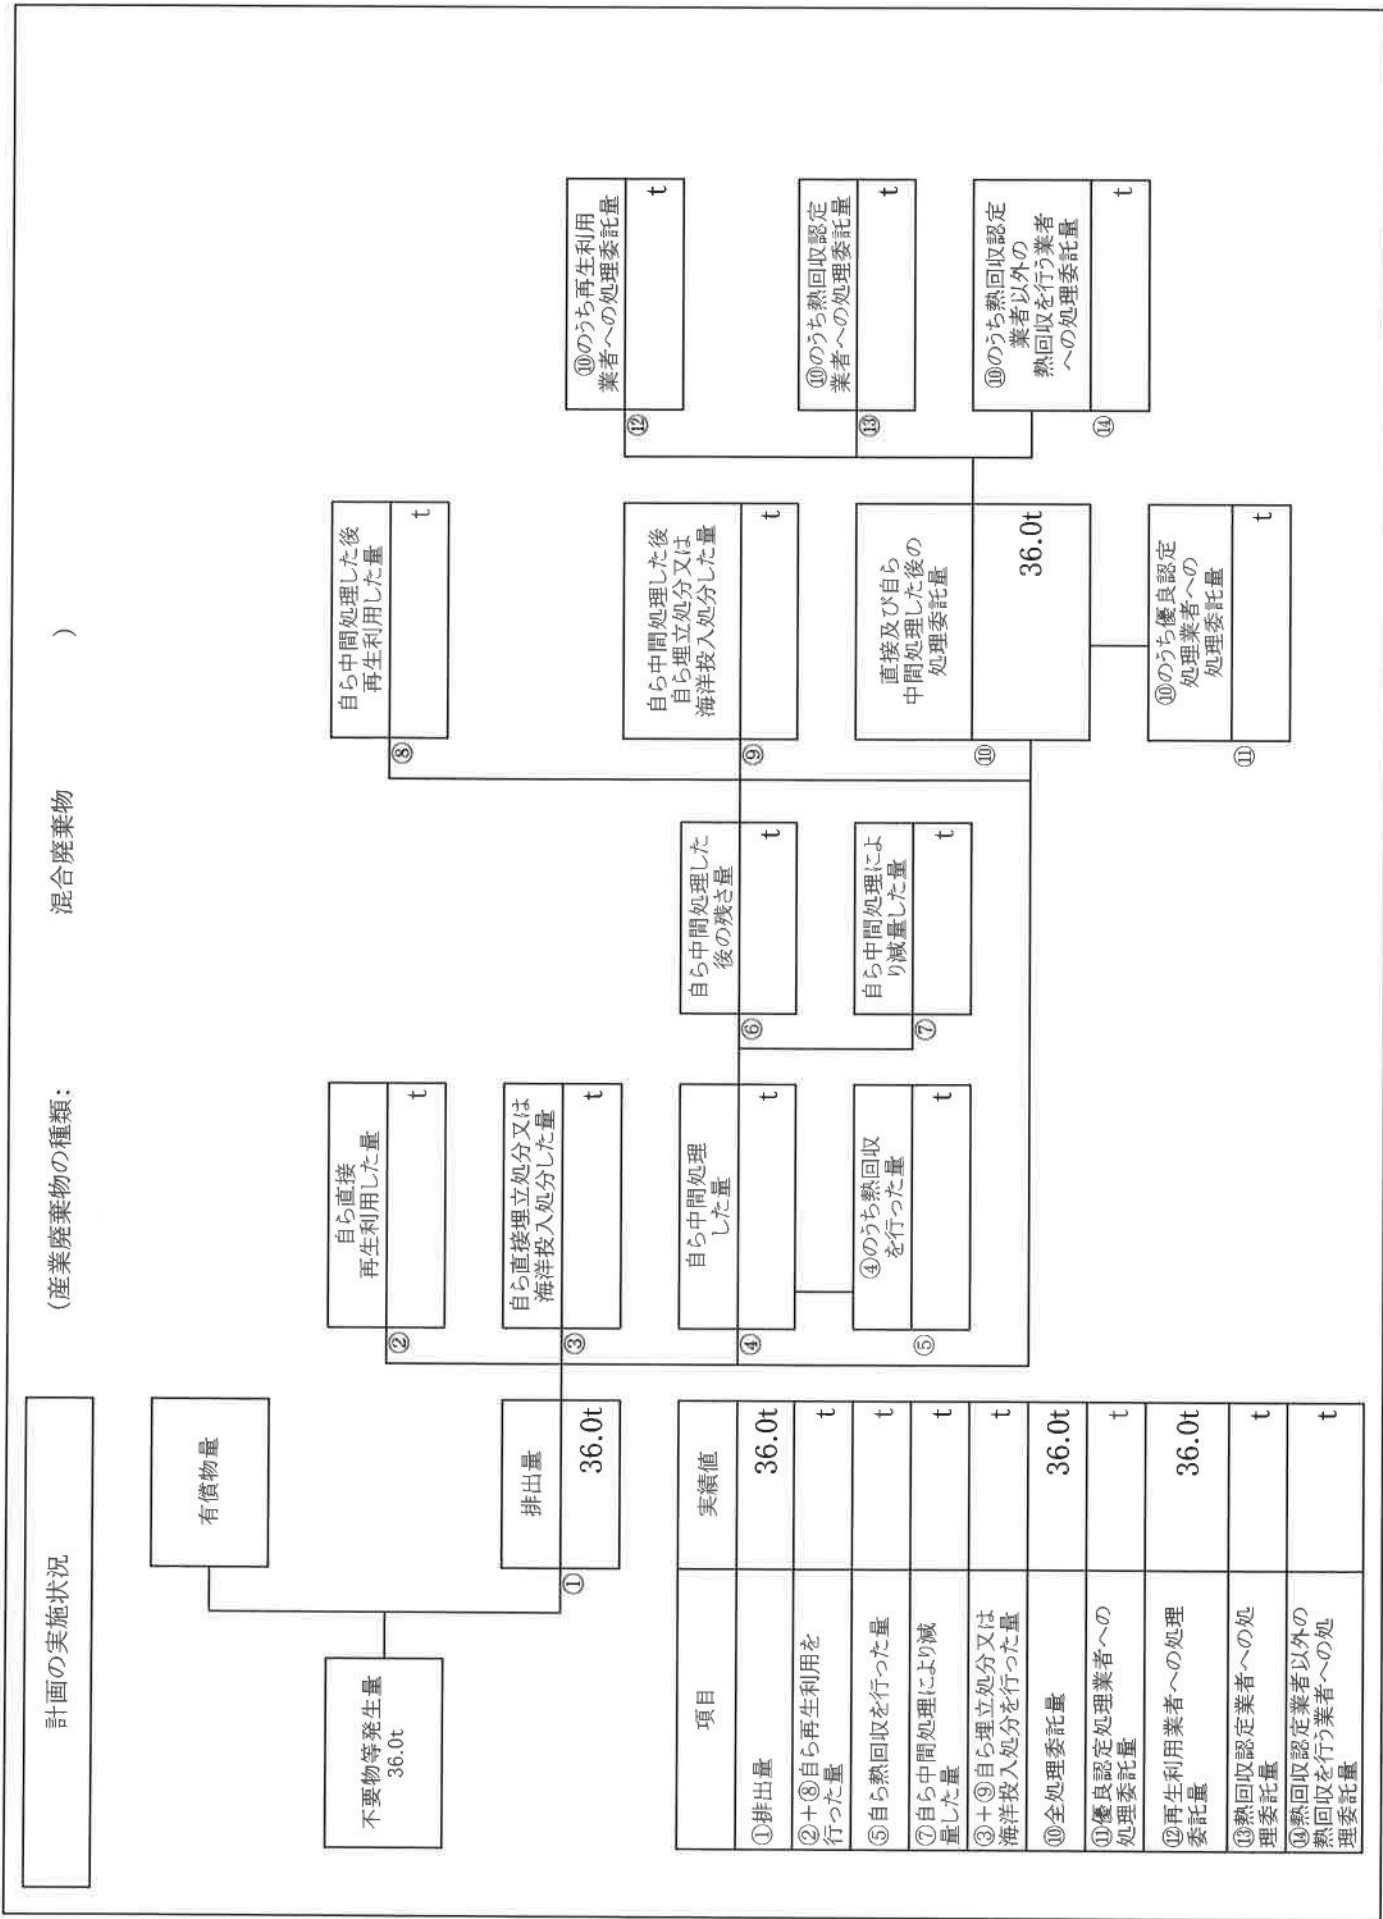 計画の実施状況
(産業廃棄物の種類: 混合廃棄物 )
不要物等発生量
36.0t
有償物量
①
排出量
36.0t
②
自ら直接
再生利用した量
t
③
自ら直接埋立処分又は
海洋投入処分した量
t
④
自ら中間処理
した量
t
⑤
④のうち熱回収
を行った量
t
⑥
自ら中間処理した
後の残さ量
t
⑦
自ら中間処理によ
り減量した量
t
⑧
自ら中間処理した後
再生利用した量
t
⑨
自ら中間処理した後
自ら埋立処分又は
海洋投入処分した量
t
⑩
直接及び自ら
中間処理した後の
処理委託量
36.0t
⑪
⑩のうち優良認定
処理業者への
処理委託量
t
⑫
⑩のうち再生利用
業者への処理委託量
t
⑬
⑩のうち熱回収認定
業者への処理委託量
t
⑭
⑩のうち熱回収認定
業者以外の
熱回収を行う業者
への処理委託量
t
項目 実績値
①排出量 36.0t
②+⑧自ら再生利用を
行った量 t
⑤自ら熱回収を行った量 t
⑦自ら中間処理により減
量した量 t
③+⑨自ら埋立処分又は
海洋投入処分を行った量 t
⑩全処理委託量 36.0t
⑪優良認定処理業者への
処理委託量 t
⑫再生利用業者への処理
委託量 36.0t
⑬熱回収認定業者への処
理委託量 t
⑭熱回収認定業者以外の
熱回収を行う業者への処
理委託量 t